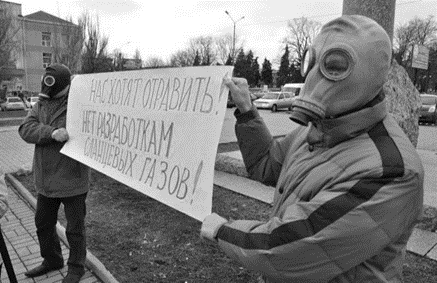 НАС ХОТЯТ ОТРАВИТЬ.
НЕТ РАЗРАБОТКАМ
СЛАНЦЕВЫХ ГАЗОВ!